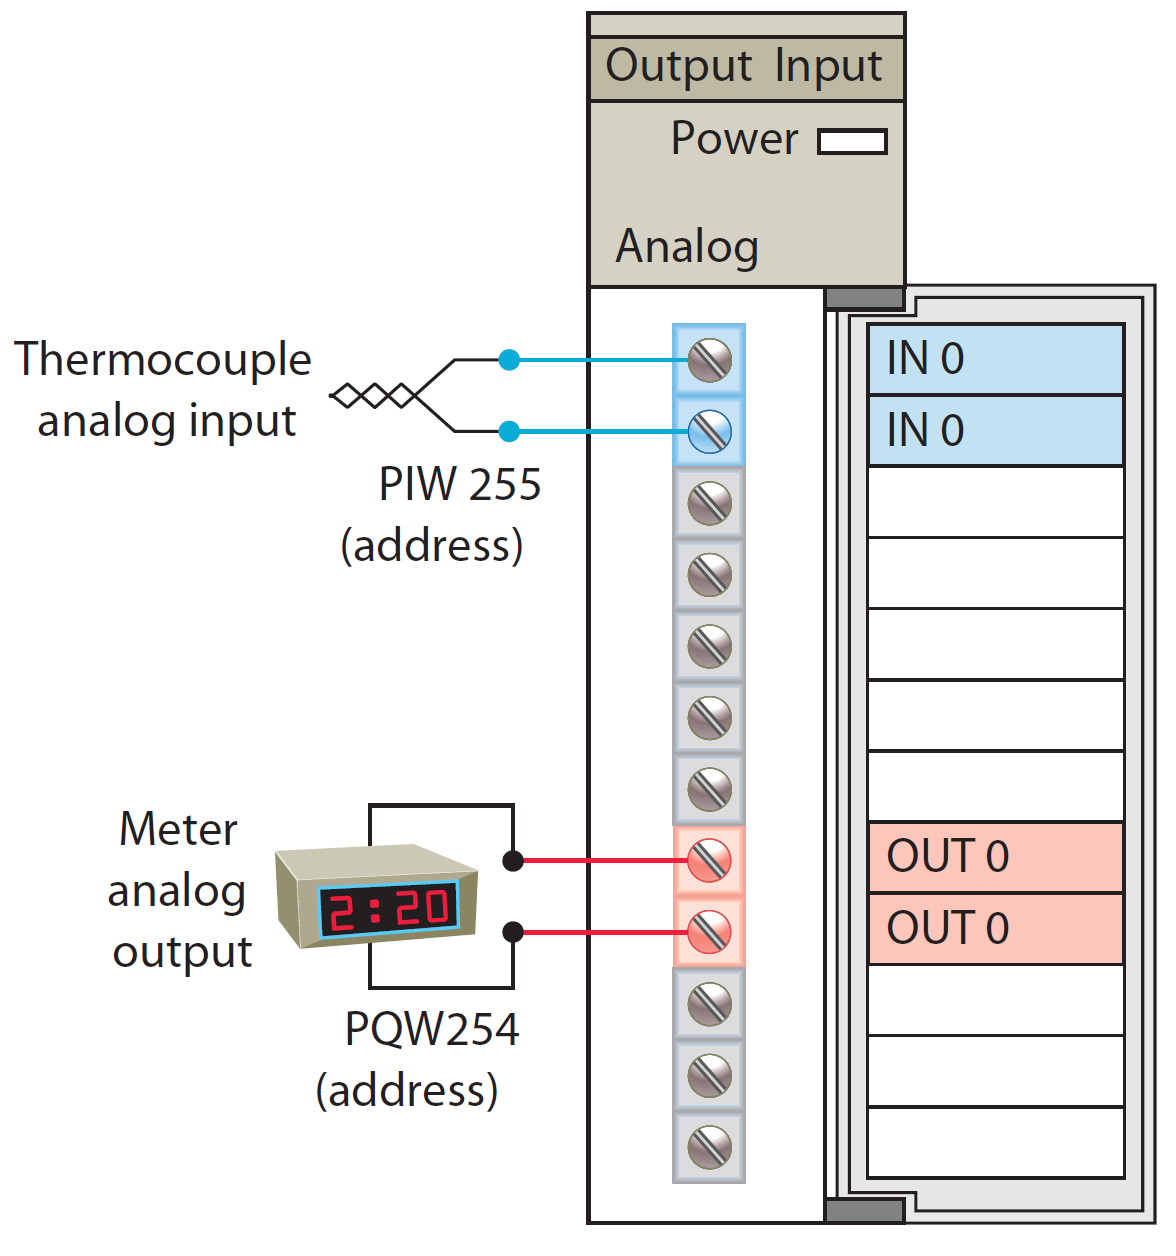 Output Input
Power
Analog
Thermocouple
analog input
PIW 255
(address)
IN 0
IN 0
Meter
analog
output
2:20
PQW254
(address)
OUT 0
OUT 0